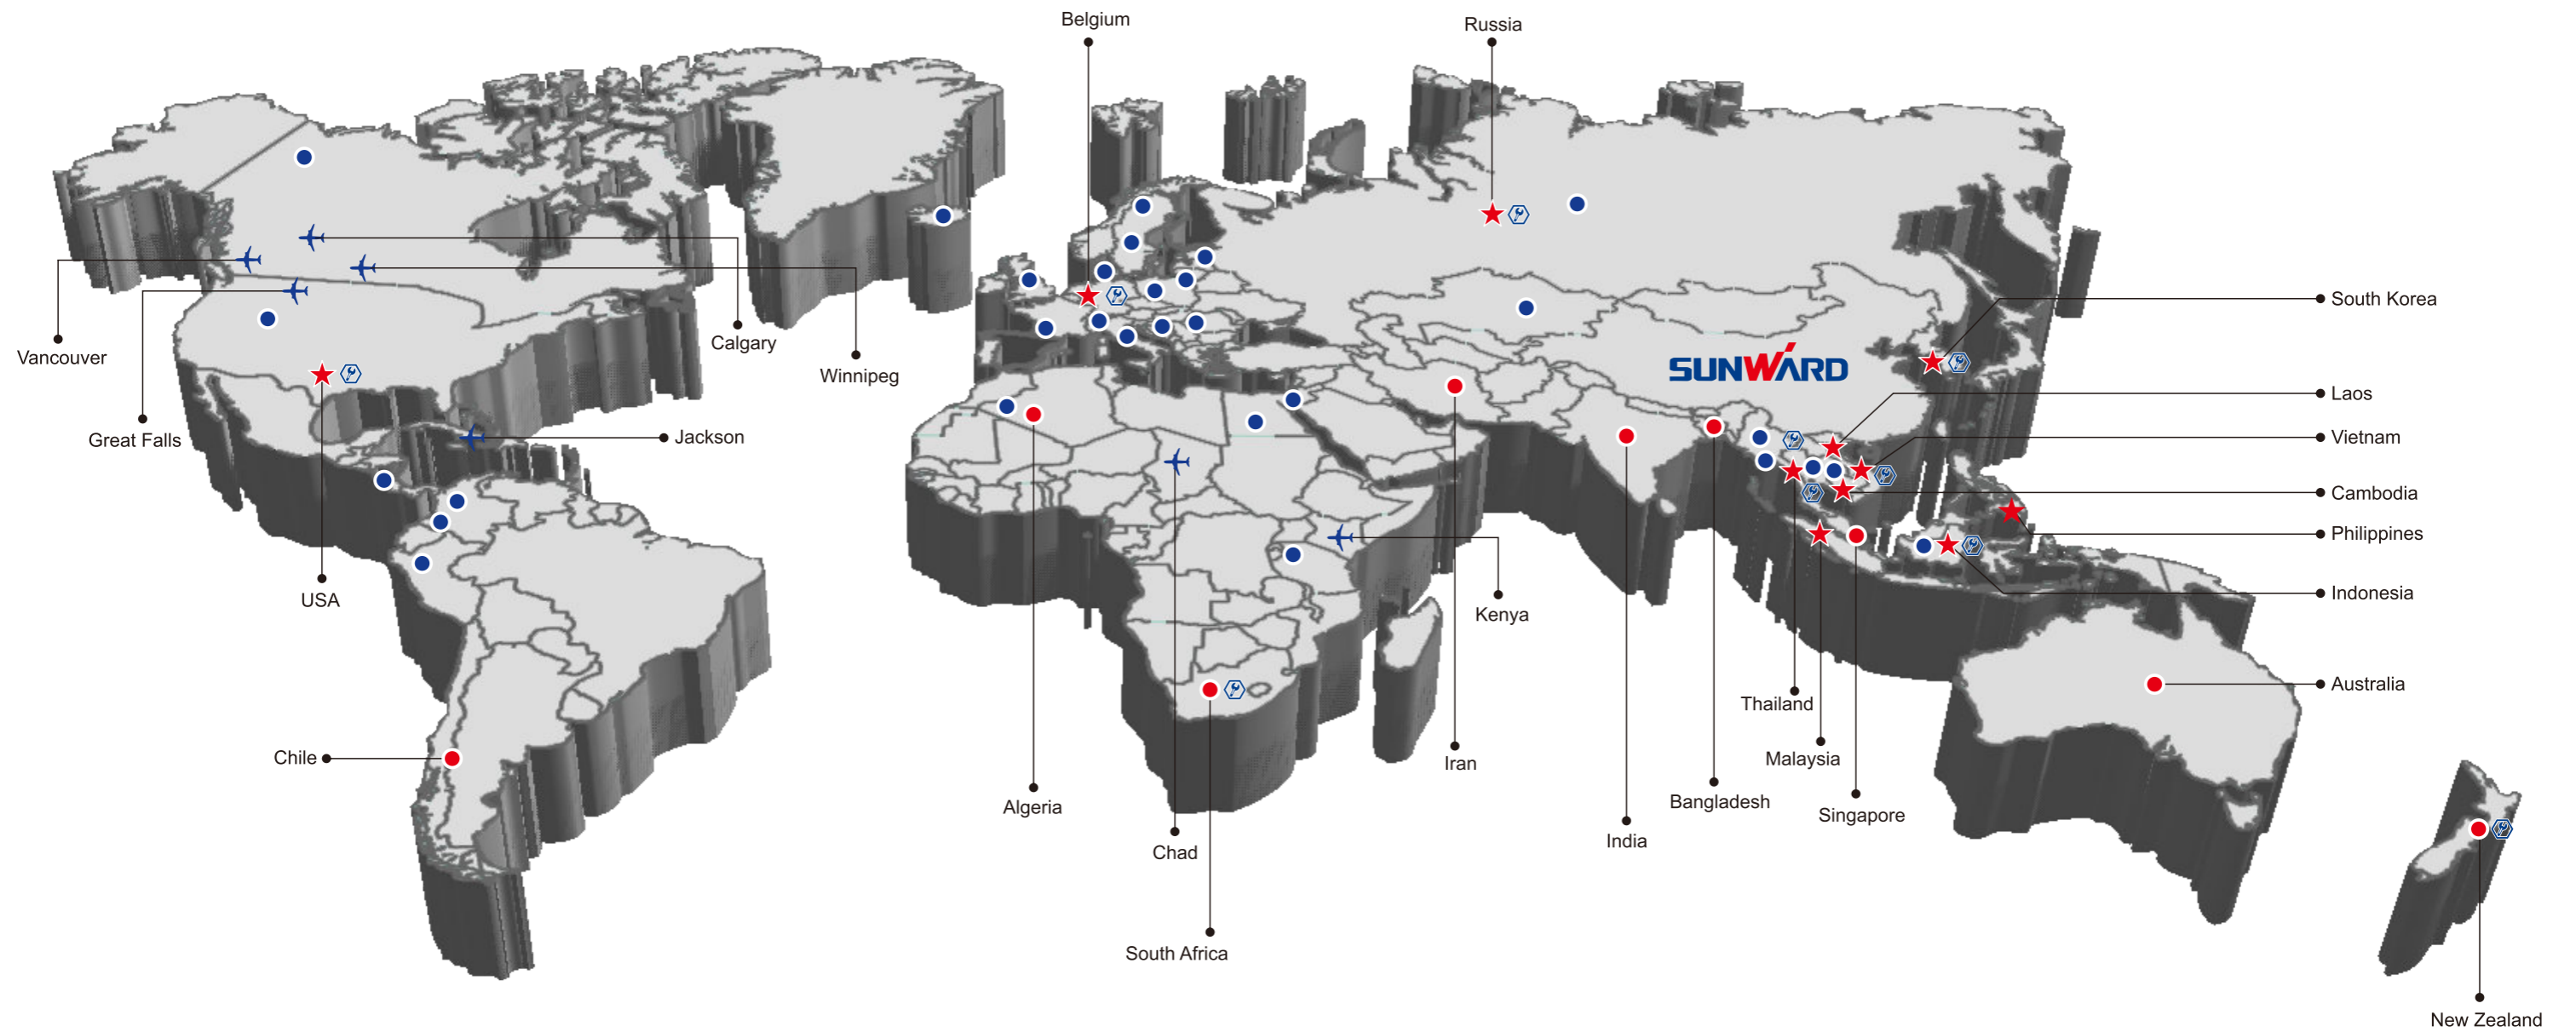 Belgium
Russia
South Korea
Vancouver
Calgary
Winnipeg
SUNWARD
Laos
Great Falls
Jackson
Vietnam
Cambodia
Philippines
USA
Kenya
Indonesia
Thailand
Australia
Chile
Iran
Malaysia
Algeria
Bangladesh
Singapore
Chad
India
South Africa
New Zealand